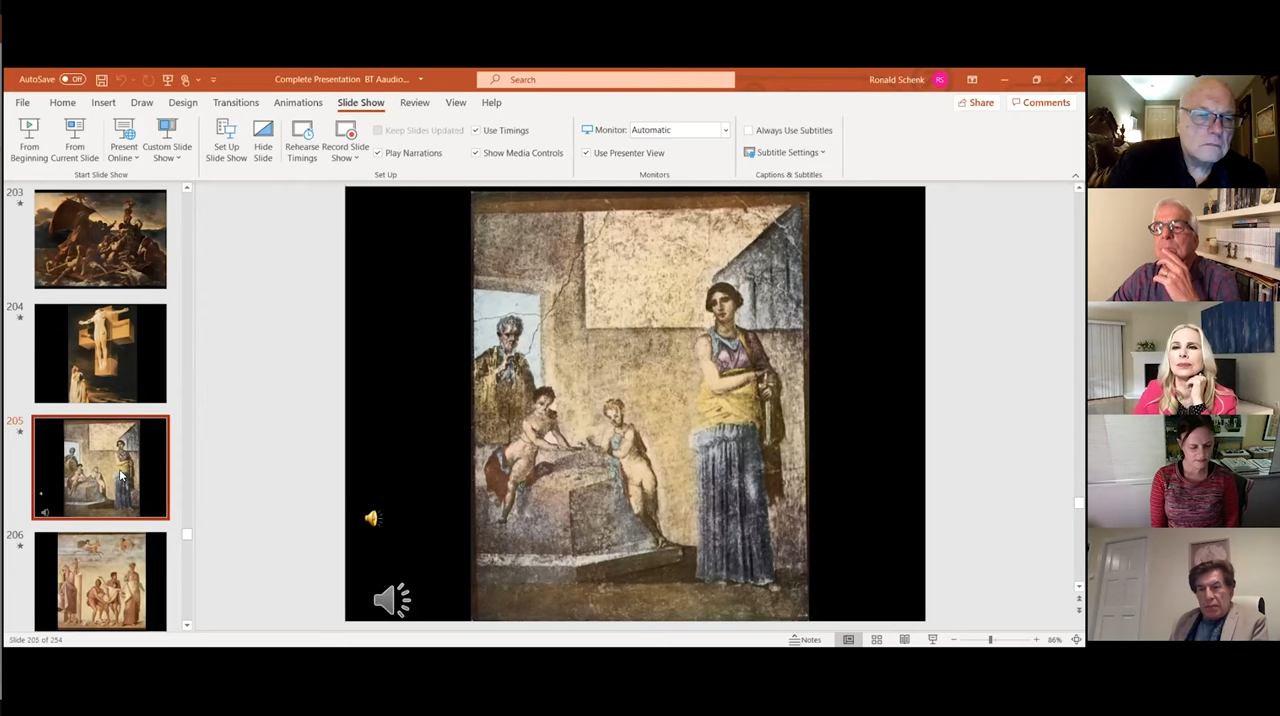 AutoSave Off Complete Presentation BT Aaudio... Search Ronald Schenk RS
File Home Insert Draw Design Transitions Animations Slide Show Review View Help Share Comments
From Beginning
From Current Slide
Present Online
Custom Slide Show
Start Slide Show
Set Up Slide Show
Hide Slide
Rehearse Timings
Record Slide Show
Keep Slides Updated
Play Narrations
Use Timings
Show Media Controls
Set Up
Monitor: Automatic
Use Presenter View
Monitors
Always Use Subtitles
Subtitle Settings
Captions & Subtitles
203
204
205
206
Slide 205 of 254 Notes 86%